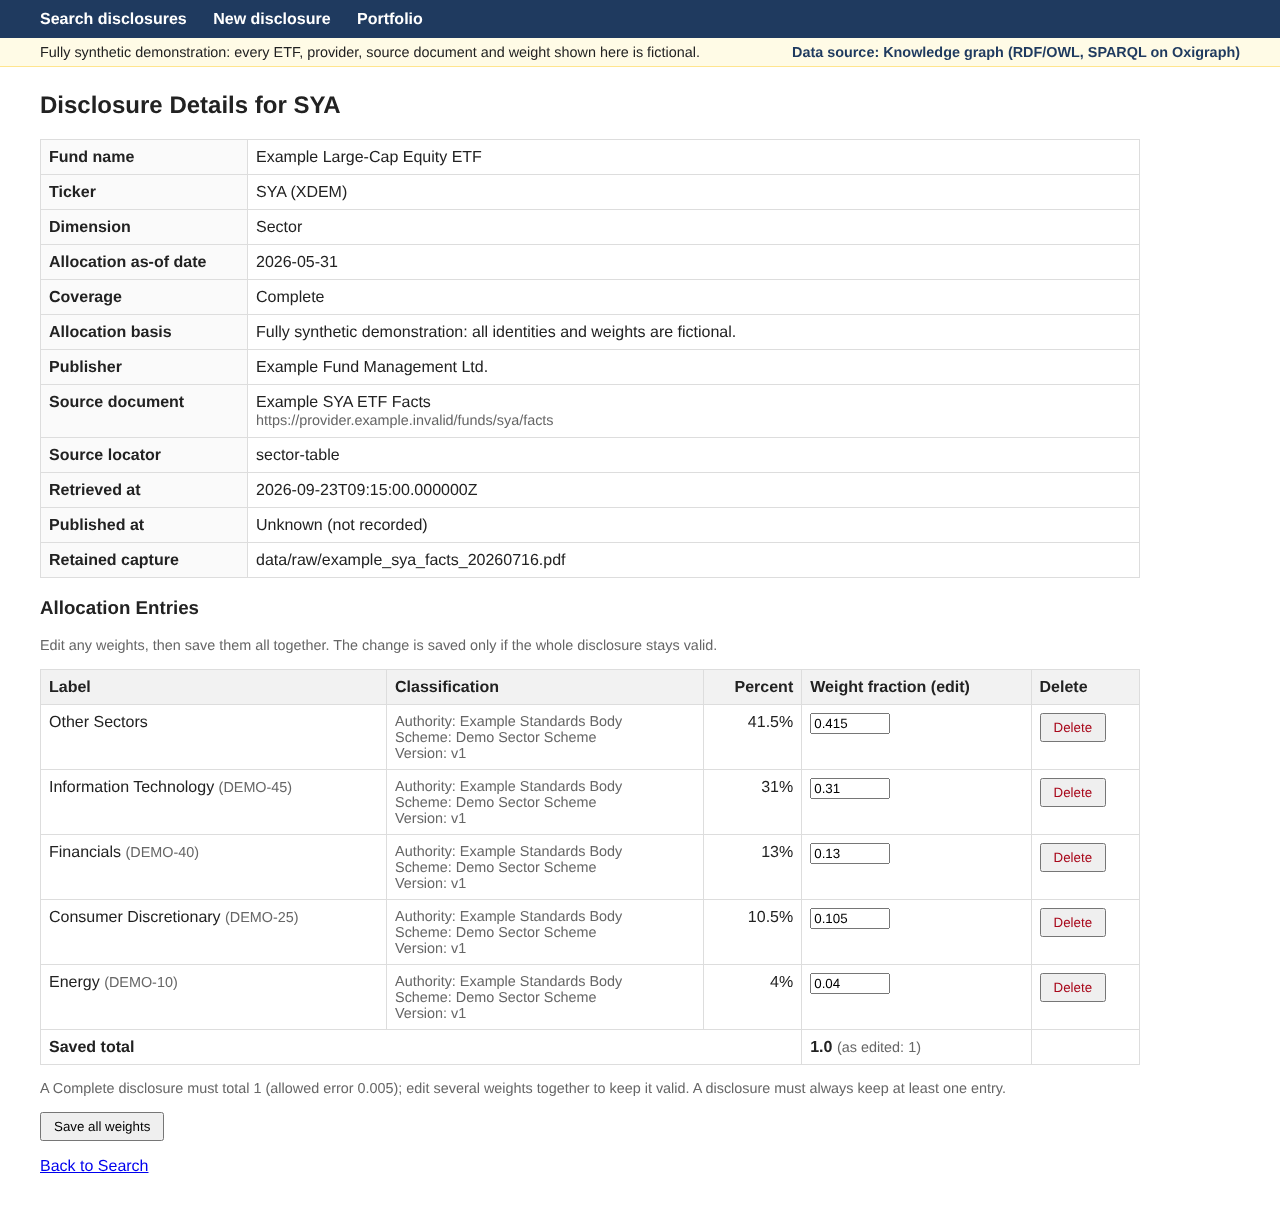 Search disclosures New disclosure Portfolio
Fully synthetic demonstration: every ETF, provider, source document and weight shown here is fictional. Data source: Knowledge graph (RDF/OWL, SPARQL on Oxigraph)
Disclosure Details for SYA
Fund name Example Large-Cap Equity ETF
Ticker SYA (XDEM)
Dimension Sector
Allocation as-of date 2026-05-31
Coverage Complete
Allocation basis Fully synthetic demonstration: all identities and weights are fictional.
Publisher Example Fund Management Ltd.
Source document Example SYA ETF Facts
https://provider.example.invalid/funds/sya/facts
Source locator sector-table
Retrieved at 2026-09-23T09:15:00.000000Z
Published at Unknown (not recorded)
Retained capture data/raw/example_sya_facts_20260716.pdf
Allocation Entries
Edit any weights, then save them all together. The change is saved only if the whole disclosure stays valid.
Label Classification Percent Weight fraction (edit) Delete
Other Sectors Authority: Example Standards Body 41.5% 0.415 Delete
Scheme: Demo Sector Scheme
Version: v1
Information Technology (DEMO-45) Authority: Example Standards Body 31% 0.31 Delete
Scheme: Demo Sector Scheme
Version: v1
Financials (DEMO-40) Authority: Example Standards Body 13% 0.13 Delete
Scheme: Demo Sector Scheme
Version: v1
Consumer Discretionary (DEMO-25) Authority: Example Standards Body 10.5% 0.105 Delete
Scheme: Demo Sector Scheme
Version: v1
Energy (DEMO-10) Authority: Example Standards Body 4% 0.04 Delete
Scheme: Demo Sector Scheme
Version: v1
Saved total 1.0 (as edited: 1)
A Complete disclosure must total 1 (allowed error 0.005); edit several weights together to keep it valid. A disclosure must always keep at least one entry.
Save all weights
Back to Search